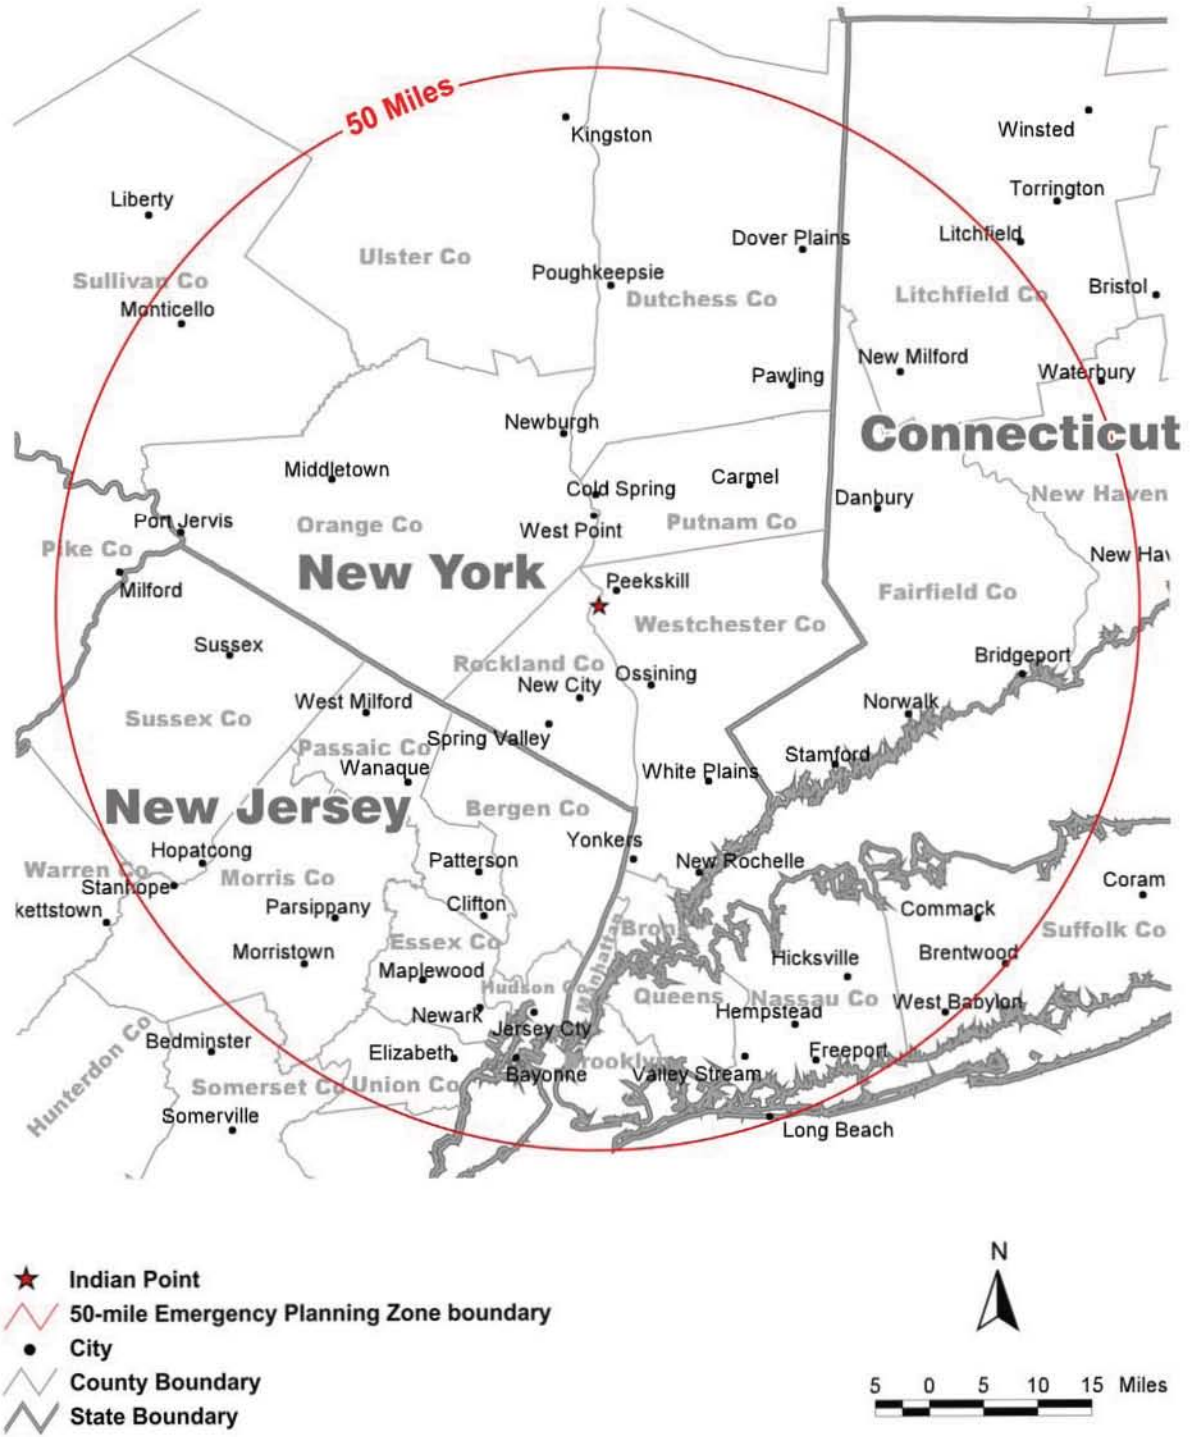 50 Miles
Kingston
Winsted
Torrington
Liberty
Litchfield
Dover Plains
Ulster Co
Poughkeepsie
Sullivan Co
Dutchess Co
Litchfield Co
Bristol
Monticello
New Milford
Waterbury
Pawling
Newburgh
Connecticut
Middletown
Carmel
Cold Spring
Danbury
New Haven
Port Jervis
Orange Co
West Point
Putnam Co
Pike Co
New Hav
New York
Peekskill
Milford
Fairfield Co
Westchester Co
Sussex
Bridgeport
Rockland Co
Ossining
New City
West Milford
Norwalk
Sussex Co
Spring Valley
Passaic Co
Stamford
Wanaque
White Plains
New Jersey
Bergen Co
Yonkers
Hopatcong
Patterson
New Rochelle
Warren Co
Morris Co
Coram
Stanhope
Clifton
kettstown
Parsippany
Commack
Suffolk Co
Bronx
Manhattan
Essex Co
Morristown
Brentwood
Hicksville
Maplewood
Hudson Co
Queens
Nassau Co
West Babylon
Newark
Hempstead
Jersey Cty
Hunterdon Co
Bedminster
Elizabeth
Freeport
Brooklyn
Bayonne
Valley Stream
Somerset Co
Union Co
Somerville
Long Beach
N
Indian Point
50-mile Emergency Planning Zone boundary
City
County Boundary
State Boundary
5 0 5 10 15 Miles